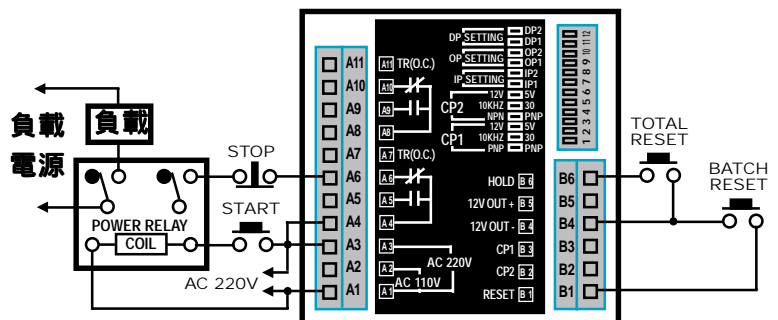 負載
電源
負載
POWER RELAY
COIL
STOP
START
AC 220V
A11
A10
A9
A8
A7
A6
A5
A4
A3
A2
A1
A11 TR(O.C.)
A10
A9
A8
A7 TR(O.C.)
A6
A5
A4
A3
A2
A1
AC 220V
AC 110V
DP SETTING DP2
DP1
OP SETTING OP2
OP1
IP SETTING IP2
IP1
CP2
12V 5V
10KHZ 30
NPN PNP
CP1
12V 5V
10KHZ 30
PNP PNP
HOLD B6
12V OUT + B5
12V OUT - B4
CP1 B3
CP2 B2
RESET B1
1 2 3 4 5 6 7 8 9 10 11 12
B6
B5
B4
B3
B2
B1
TOTAL
RESET
BATCH
RESET